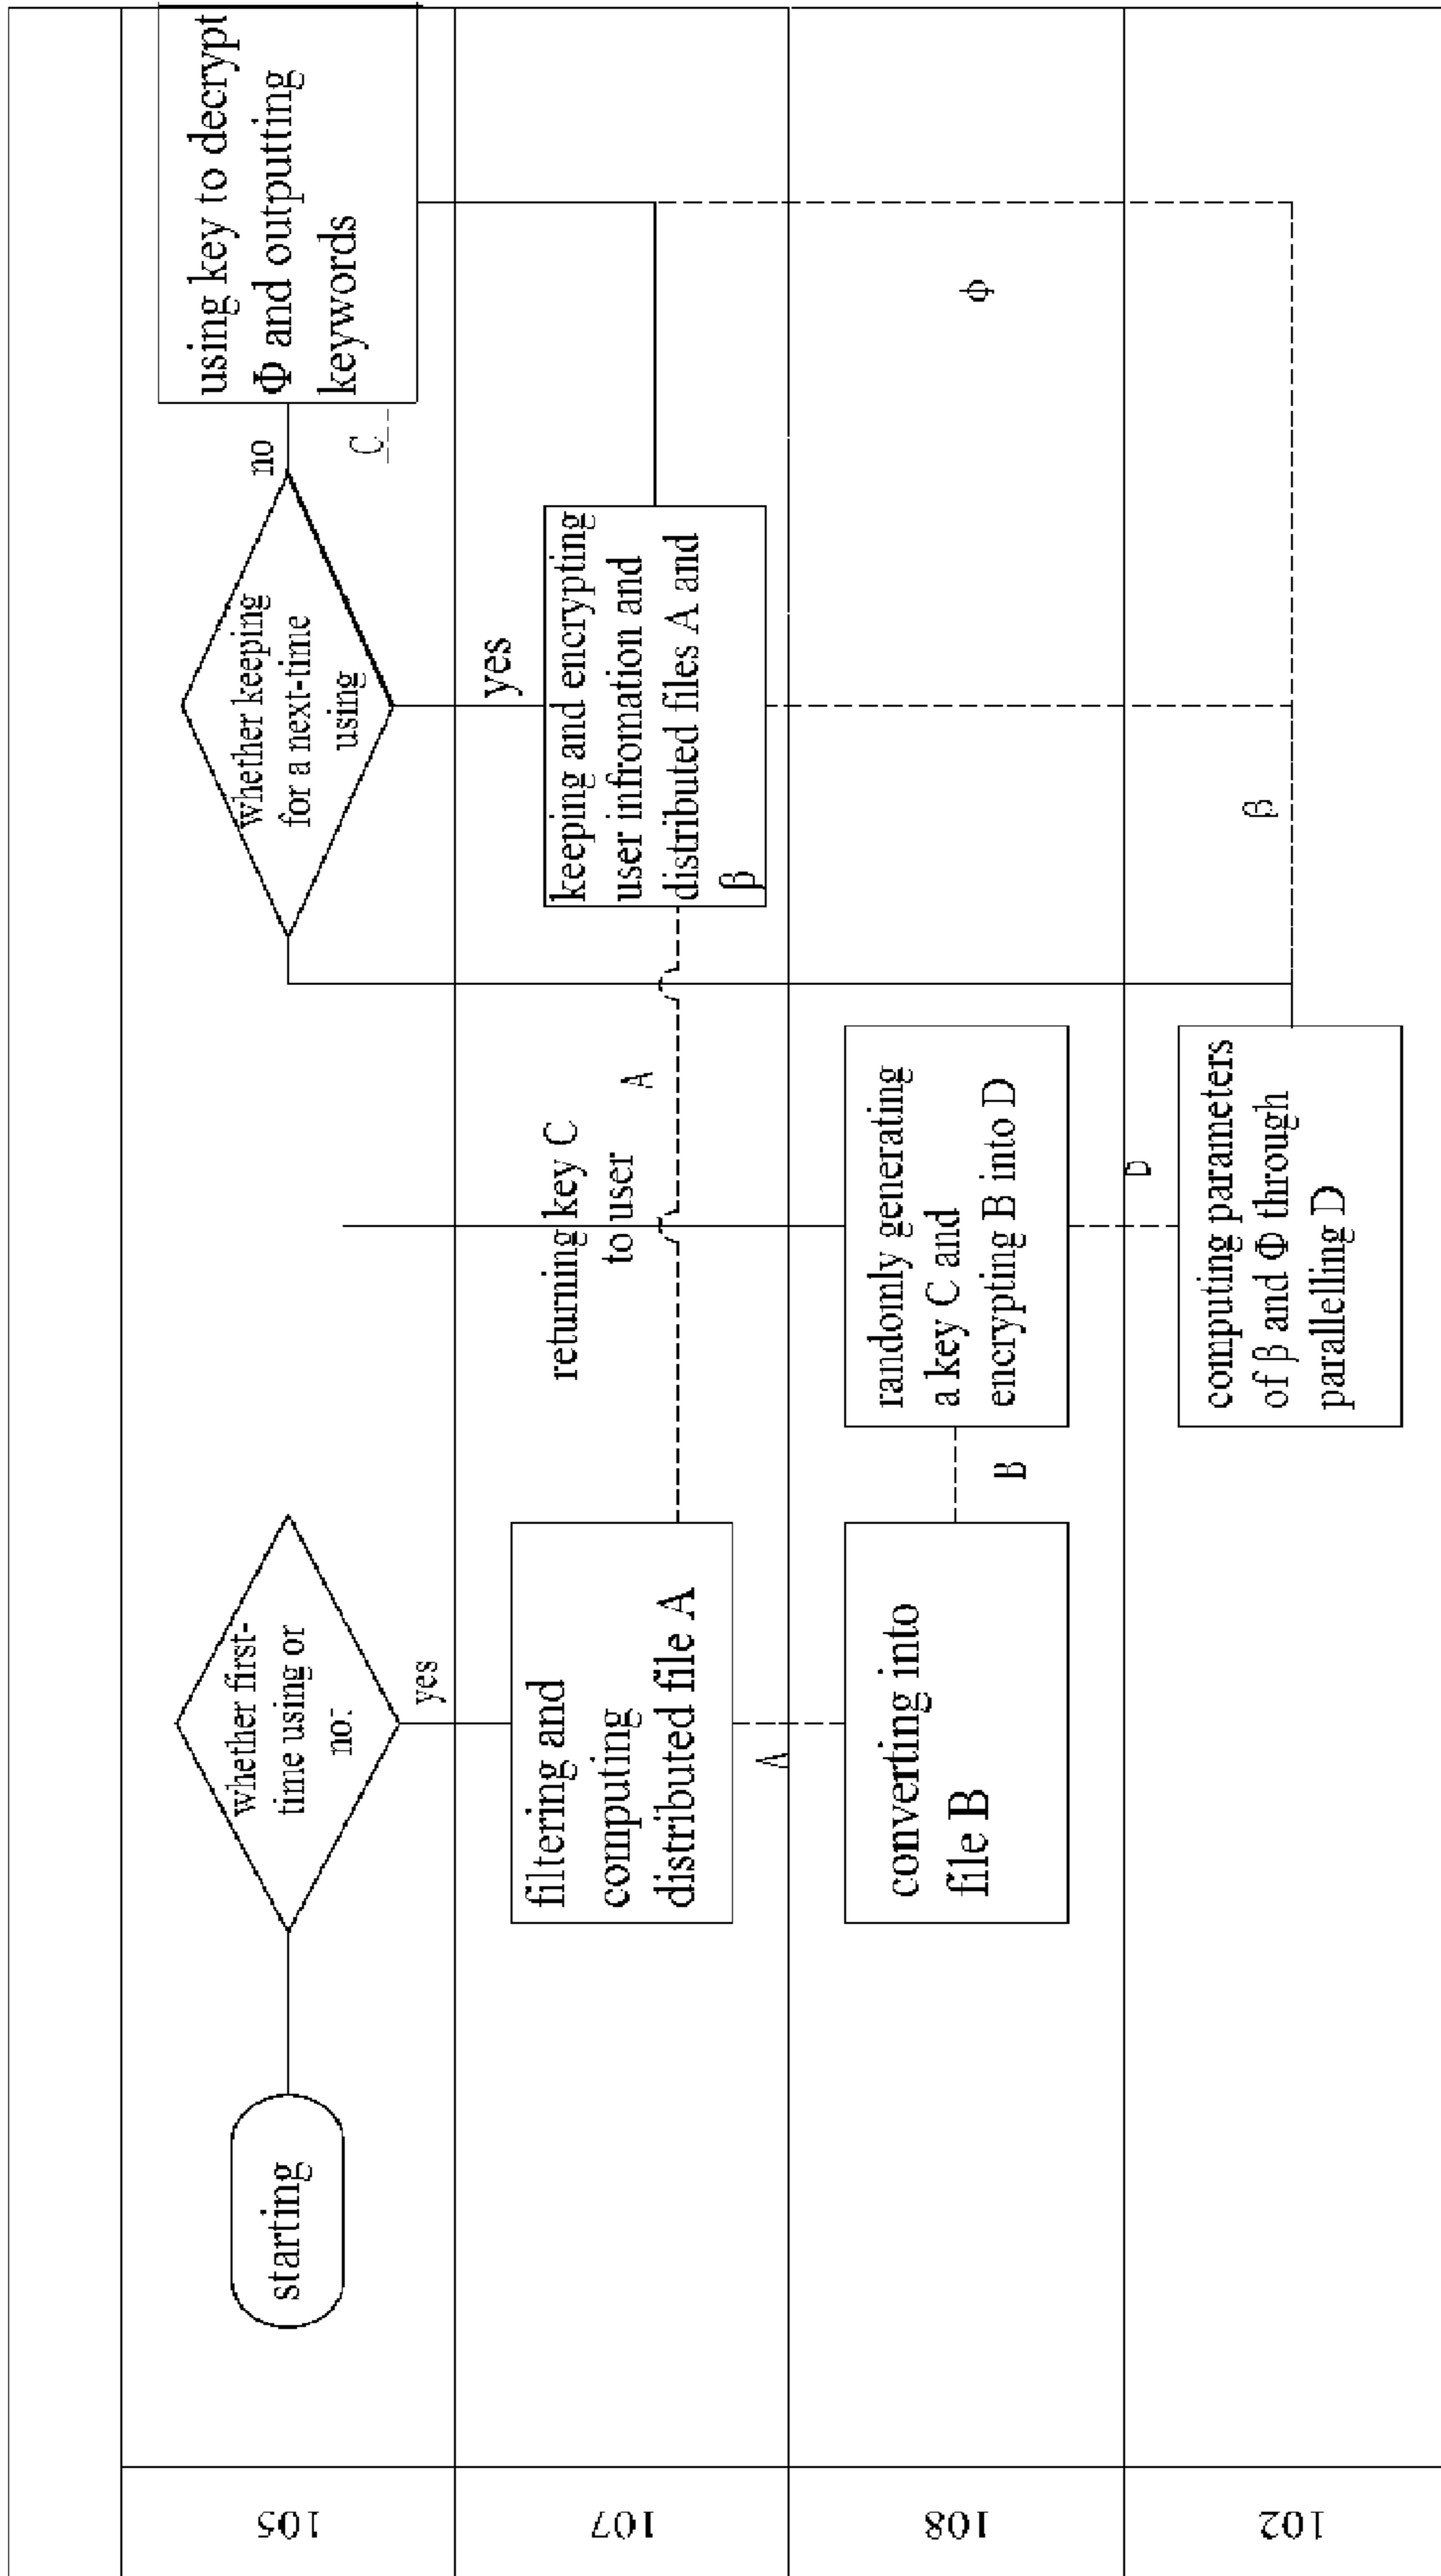 105
starting
whether first-
time using or
no.
yes
whether keeping
for a next-time
using
no
yes
C
using key to decrypt
Φ and outputting
keywords
107
filtering and
computing
distributed file A
A
returning key C
to user
A
keeping and encrypting
user infromation and
distributed files A and
β
108
converting into
file B
B
randomly generating
a key C and
encrypting B into D
D
Φ
102
computing parameters
of β and Φ through
parallelling D
β